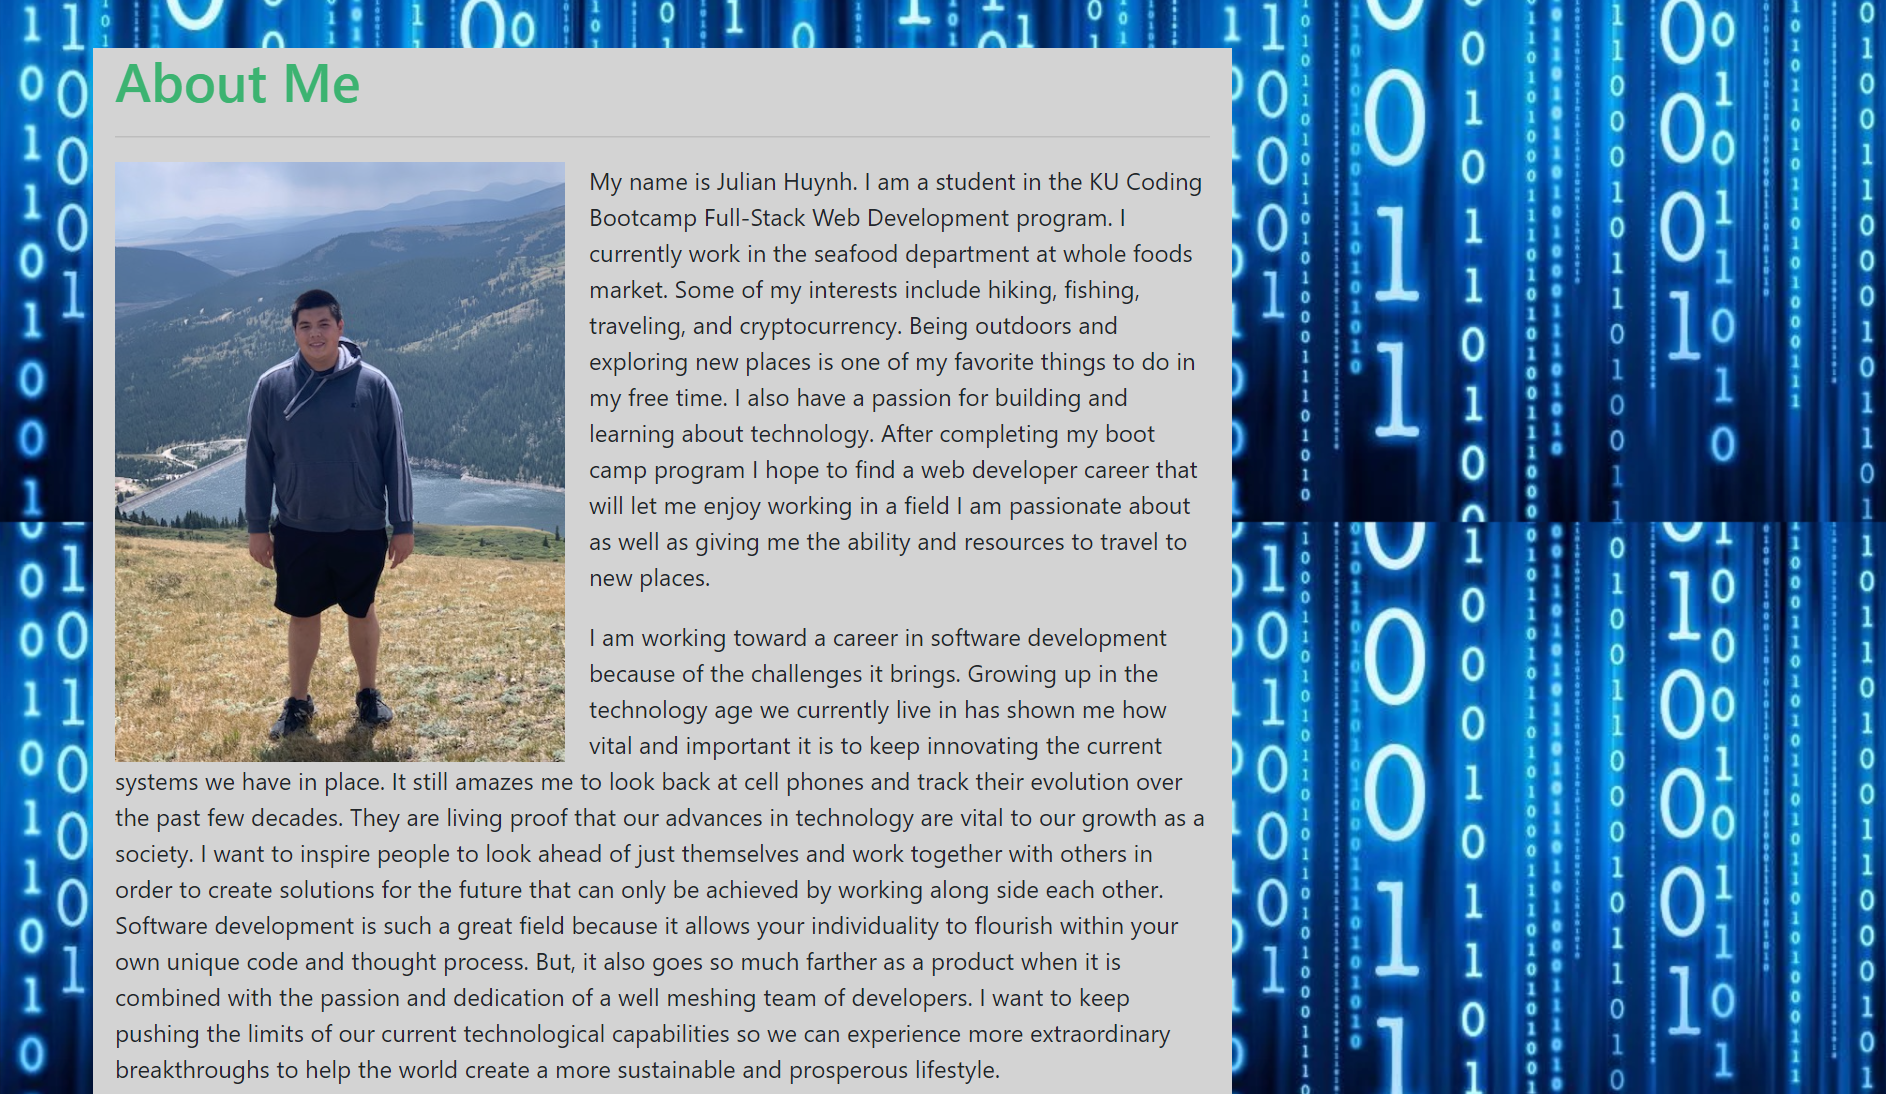 About Me
My name is Julian Huynh. I am a student in the KU Coding
Bootcamp Full-Stack Web Development program. I
currently work in the seafood department at whole foods
market. Some of my interests include hiking, fishing,
traveling, and cryptocurrency. Being outdoors and
exploring new places is one of my favorite things to do in
my free time. I also have a passion for building and
learning about technology. After completing my boot
camp program I hope to find a web developer career that
will let me enjoy working in a field I am passionate about
as well as giving me the ability and resources to travel to
new places.
I am working toward a career in software development
because of the challenges it brings. Growing up in the
technology age we currently live in has shown me how
vital and important it is to keep innovating the current
systems we have in place. It still amazes me to look back at cell phones and track their evolution over
the past few decades. They are living proof that our advances in technology are vital to our growth as a
society. I want to inspire people to look ahead of just themselves and work together with others in
order to create solutions for the future that can only be achieved by working along side each other.
Software development is such a great field because it allows your individuality to flourish within your
own unique code and thought process. But, it also goes so much farther as a product when it is
combined with the passion and dedication of a well meshing team of developers. I want to keep
pushing the limits of our current technological capabilities so we can experience more extraordinary
breakthroughs to help the world create a more sustainable and prosperous lifestyle.